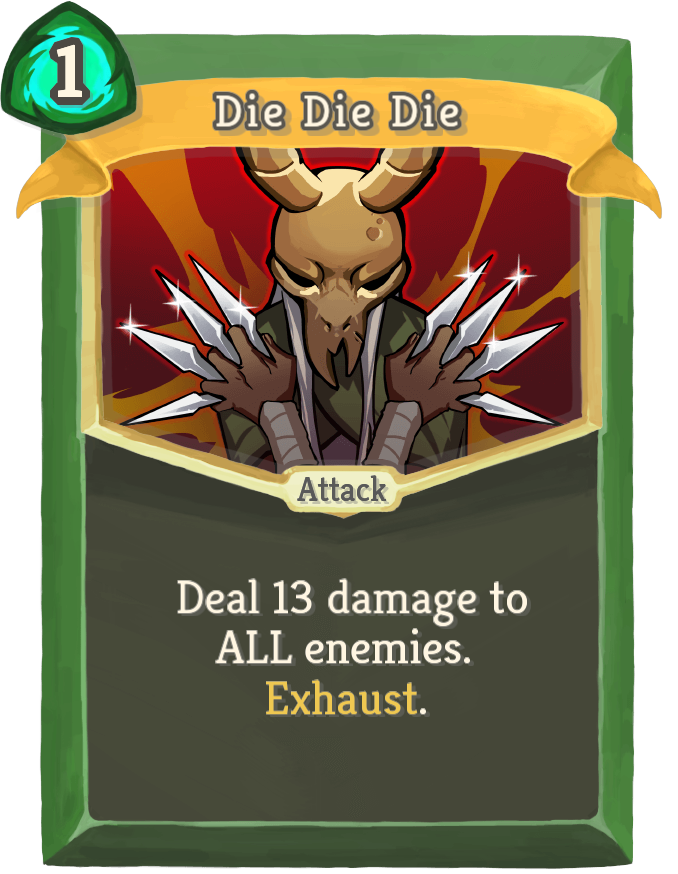 1
Die Die Die
Attack
Deal 13 damage to
ALL enemies.
Exhaust.